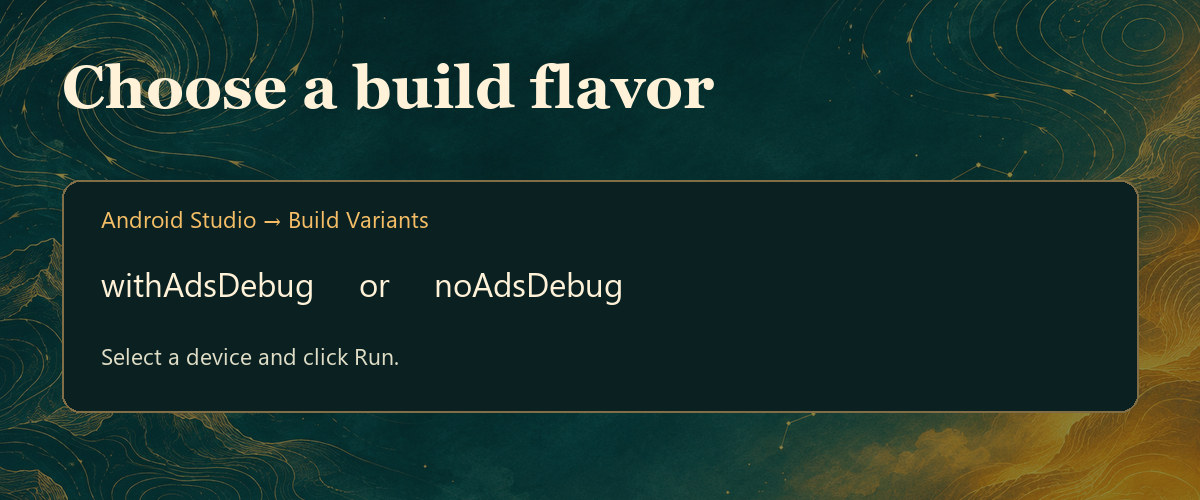 Choose a build flavor
Android Studio → Build Variants
withAdsDebug or noAdsDebug
Select a device and click Run.